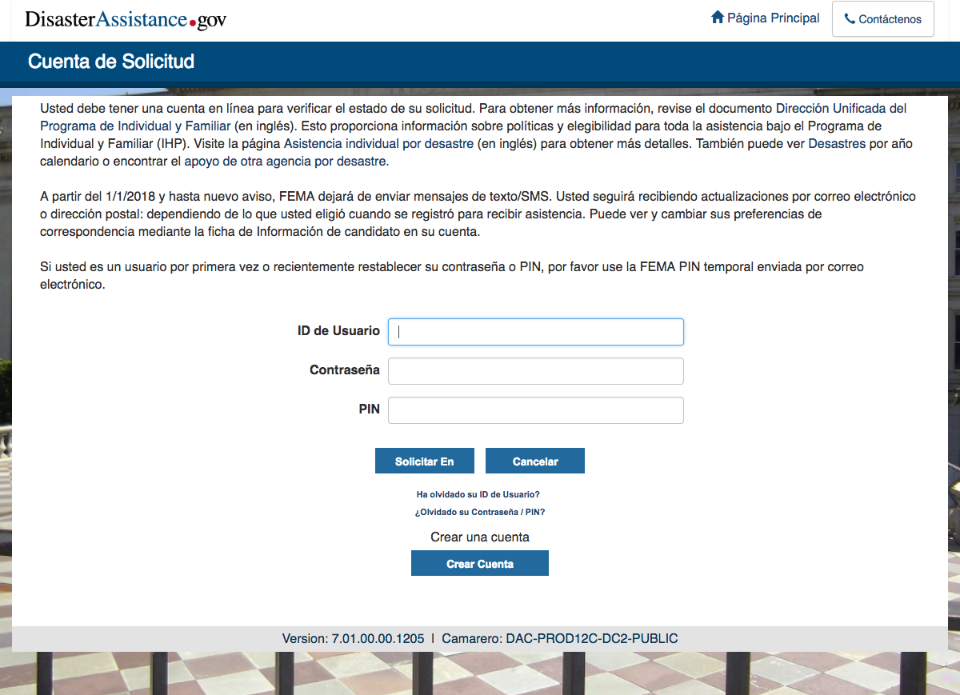 DisasterAssistance.gov
Página Principal
Contáctenos
Cuenta de Solicitud
Usted debe tener una cuenta en línea para verificar el estado de su solicitud. Para obtener más información, revise el documento Dirección Unificada del
Programa de Individual y Familiar (en inglés). Esto proporciona información sobre políticas y elegibilidad para toda la asistencia bajo el Programa de
Individual y Familiar (IHP). Visite la página Asistencia individual por desastre (en inglés) para obtener más detalles. También puede ver Desastres por año
calendario o encontrar el apoyo de otra agencia por desastre.
A partir del 1/1/2018 y hasta nuevo aviso, FEMA dejará de enviar mensajes de texto/SMS. Usted seguirá recibiendo actualizaciones por correo electrónico
o dirección postal: dependiendo de lo que usted eligió cuando se registró para recibir asistencia. Puede ver y cambiar sus preferencias de
correspondencia mediante la ficha de Información de candidato en su cuenta.
Si usted es un usuario por primera vez o recientemente restablecer su contraseña o PIN, por favor use la FEMA PIN temporal enviada por correo
electrónico.
ID de Usuario
Contraseña
PIN
Solicitar En
Cancelar
Ha olvidado su ID de Usuario?
¿Olvidado su Contraseña / PIN?
Crear una cuenta
Crear Cuenta
Version: 7.01.00.00.1205 | Camarero: DAC-PROD12C-DC2-PUBLIC